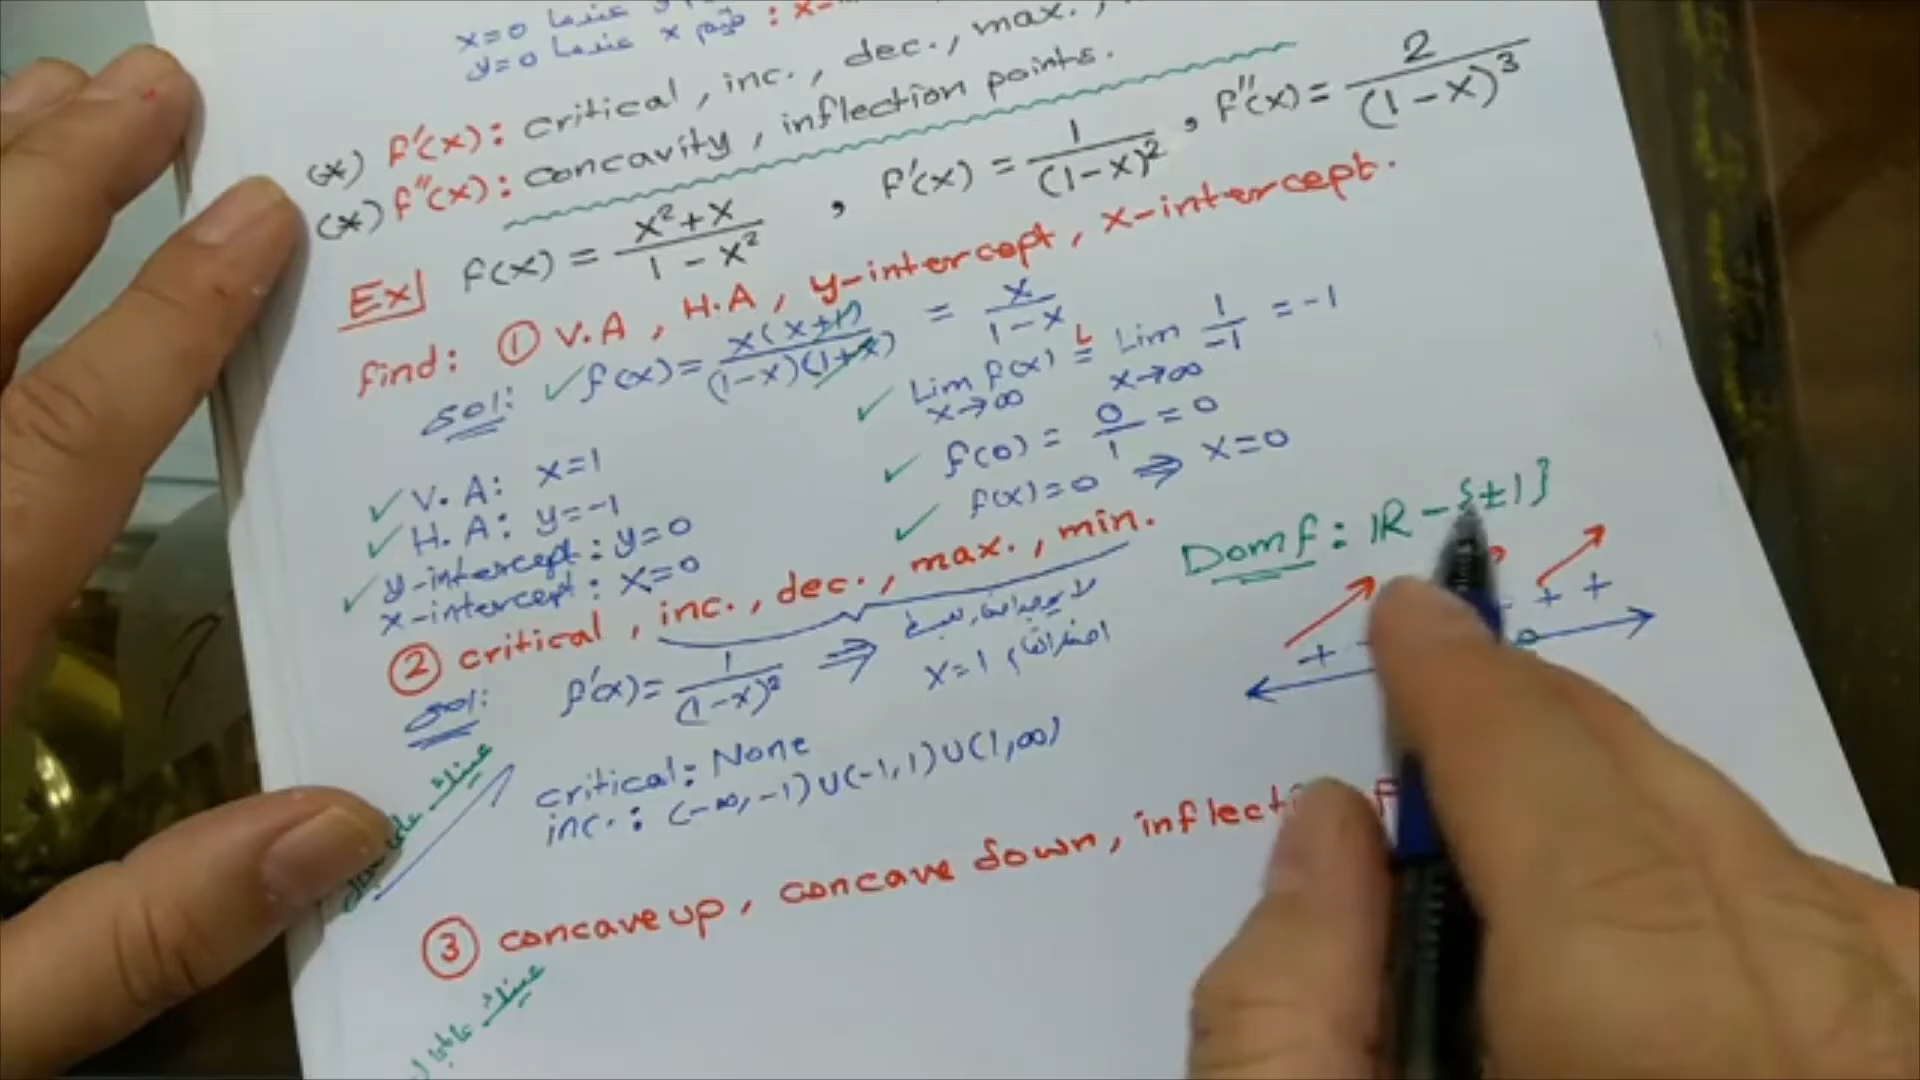 x=0 عندما
y=0 عندما x قيم : x-
(*) f'(x): critical, inc., dec., max.,
(*) f''(x): concavity, inflection points.
Ex] f(x) = (x²+x)/(1-x²) , f'(x) = 1/(1-x)² , f''(x) = 2/(1-x)³
find: ① V.A, H.A, y-intercept, x-intercept.
sol: ✓ f(x) = x(x+1)/((1-x)(1+x)) = x/(1-x)
✓ Lim x→∞ f(x) L= Lim x→∞ 1/-1 = -1
✓ V.A: x=1
✓ f(0) = 0/1 = 0
✓ H.A: y=-1
✓ f(x)=0 ⇒ x=0
✓ y-intercept: y=0
x-intercept: x=0
② critical, inc., dec., max., min.
Domf: IR-{±1}
sol: f'(x) = 1/(1-x)² ⇒
x=1
+ + +
critical: None
inc.: (-∞,-1)∪(-1,1)∪(1,∞)
③ concave up, concave down,